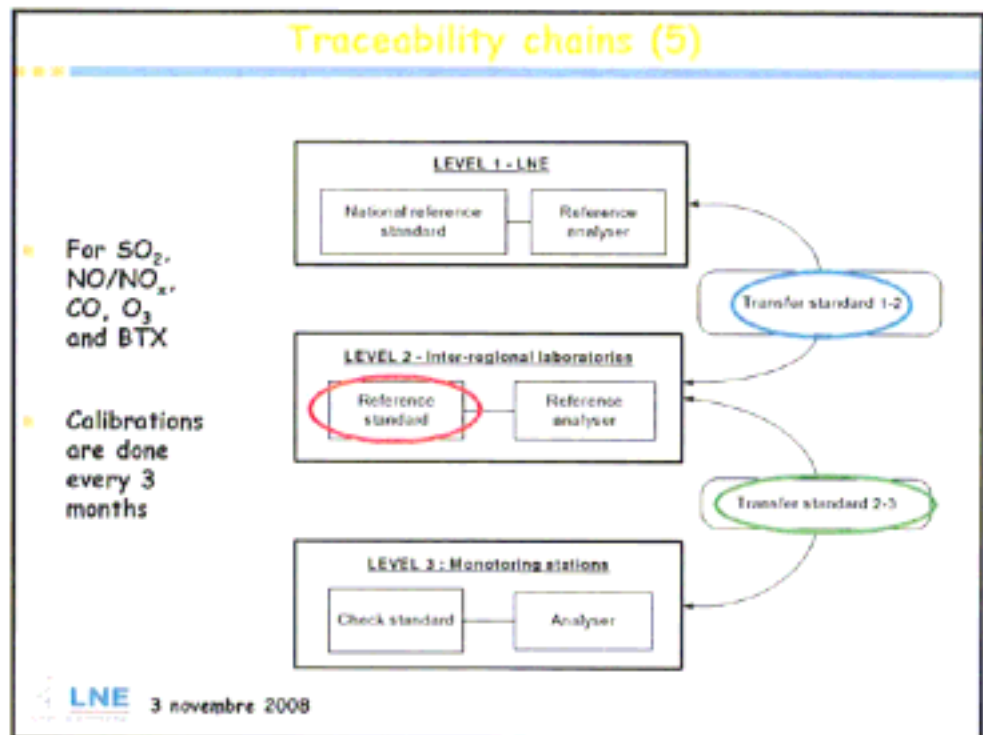 Traceability chains (5)
For SO₂,
NO/NOₓ,
CO, O₃
and BTX
Calibrations
are done
every 3
months
LEVEL 1 - LNE
National reference
standard
Reference
analyser
Transfer standard 1-2
LEVEL 2 - Inter-regional laboratories
Reference
standard
Reference
analyser
Transfer standard 2-3
LEVEL 3 : Monotoring stations
Check standard
Analyser
LNE
3 novembre 2008